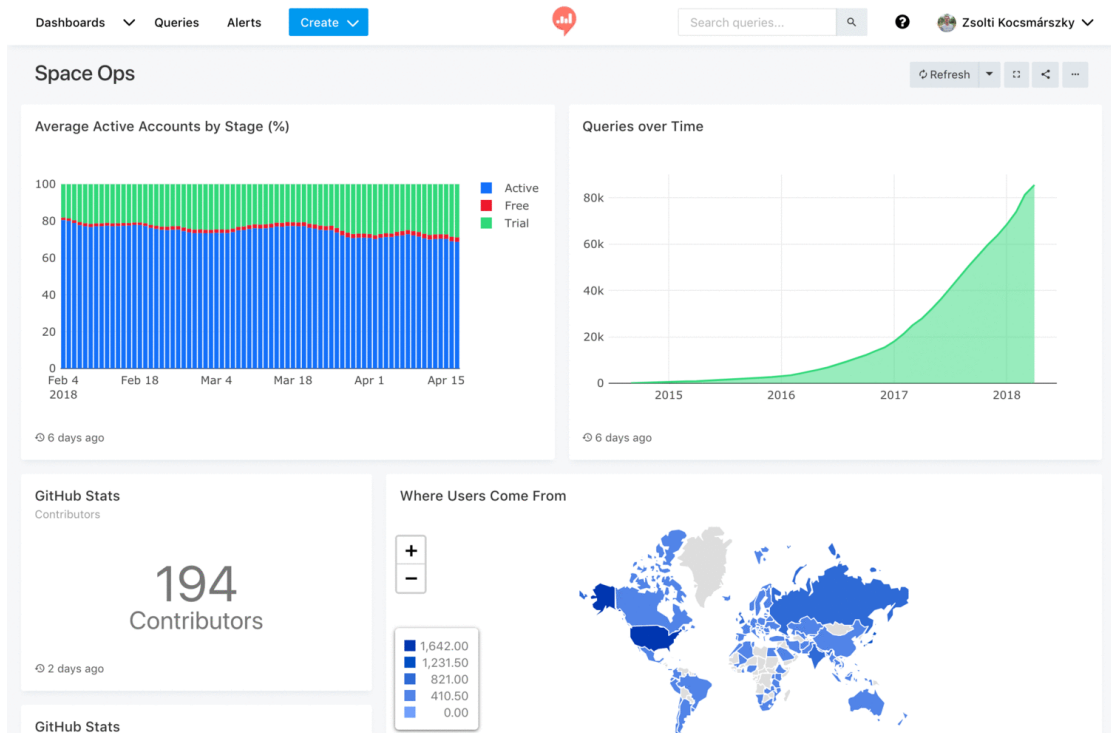 Dashboards Queries Alerts Create Search queries... Zsolti Kocsmárszky
Space Ops
Refresh
Average Active Accounts by Stage (%)
100
80
60
40
20
0
Feb 4 Feb 18 Mar 4 Mar 18 Apr 1 Apr 15
2018
Active
Free
Trial
6 days ago
Queries over Time
80k
60k
40k
20k
0
2015 2016 2017 2018
6 days ago
GitHub Stats
Contributors
194
Contributors
2 days ago
Where Users Come From
+
−
1,642.00
1,231.50
821.00
410.50
0.00
GitHub Stats